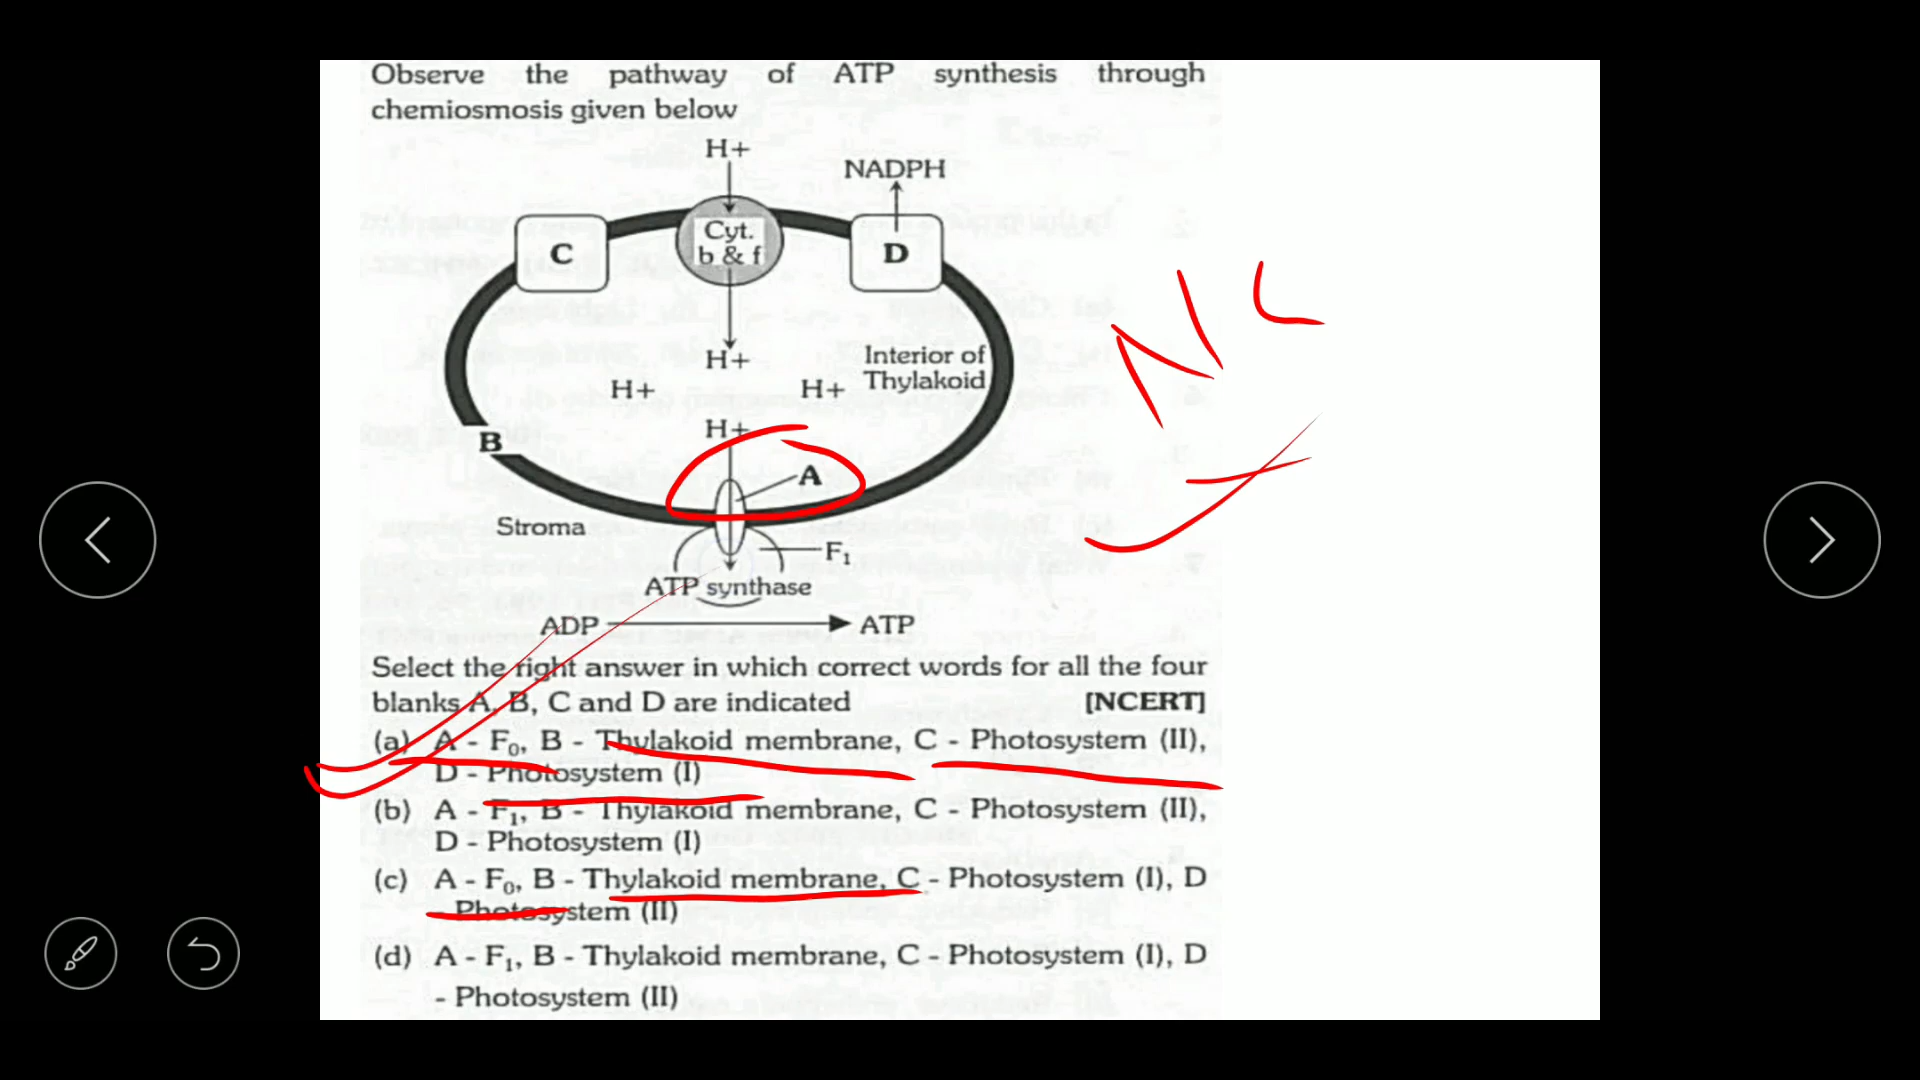 Observe the pathway of ATP synthesis through
chemiosmosis given below
H+
NADPH
C
Cyt.
b & f
D
H+
H+
H+
Interior of
Thylakoid
H+
B
A
Stroma
F₁
ATP synthase
ADP
ATP
Select the right answer in which correct words for all the four
blanks A, B, C and D are indicated [NCERT]
(a) A - F₀, B - Thylakoid membrane, C - Photosystem (II),
D - Photosystem (I)
(b) A - F₁, B - Thylakoid membrane, C - Photosystem (II),
D - Photosystem (I)
(c) A - F₀, B - Thylakoid membrane, C - Photosystem (I), D
- Photosystem (II)
(d) A - F₁, B - Thylakoid membrane, C - Photosystem (I), D
- Photosystem (II)